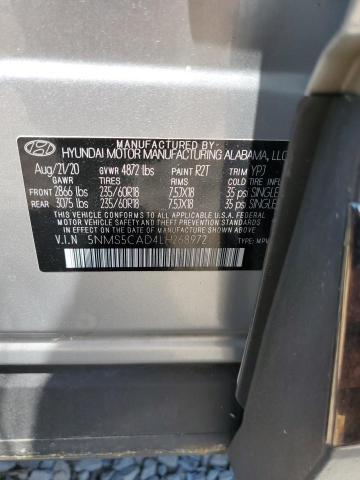 MANUFACTURED BY
HYUNDAI MOTOR MANUFACTURING ALABAMA, LLC
Aug/21/20 GVWR 4872 lbs PAINT R2T TRIM YPJ
GAWR TIRES RIMS COLD TIRE
FRONT 2866 lbs 235/60R18 7.5JX18 35 psi SINGLE
REAR 3075 lbs 235/60R18 7.5JX18 35 psi SINGLE
THIS VEHICLE CONFORMS TO ALL APPLICABLE U.S.A. FEDERAL
MOTOR VEHICLE SAFETY AND THEFT PREVENTION STANDARDS IN EFFECT
ON THE DATE OF MANUFACTURE SHOWN ABOVE
V.I.N 5NMS5CAD4LH268972 TYPE: MPV